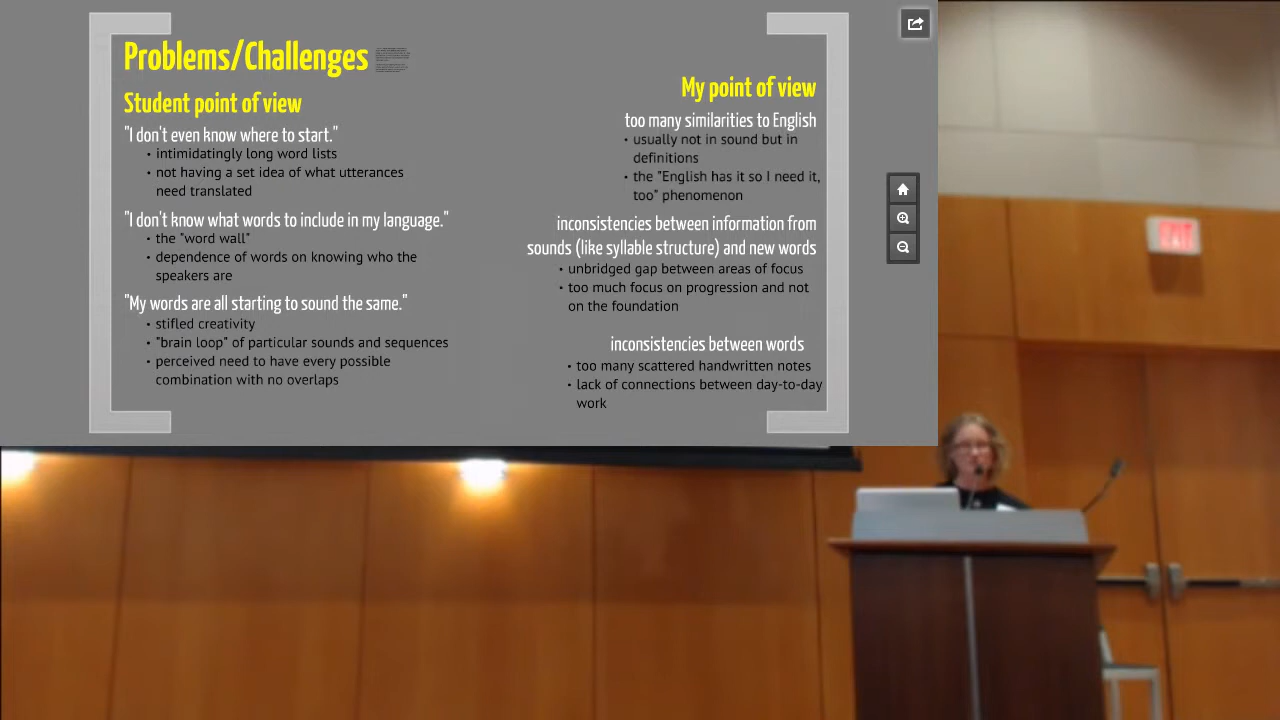 Problems/Challenges
Student point of view
"I don't even know where to start."
• intimidatingly long word lists
• not having a set idea of what utterances
need translated
"I don't know what words to include in my language."
• the "word wall"
• dependence of words on knowing who the
speakers are
"My words are all starting to sound the same."
• stifled creativity
• "brain loop" of particular sounds and sequences
• perceived need to have every possible
combination with no overlaps
My point of view
too many similarities to English
• usually not in sound but in
definitions
• the "English has it so I need it,
too" phenomenon
inconsistencies between information from
sounds (like syllable structure) and new words
• unbridged gap between areas of focus
• too much focus on progression and not
on the foundation
inconsistencies between words
• too many scattered handwritten notes
• lack of connections between day-to-day
work
EXIT